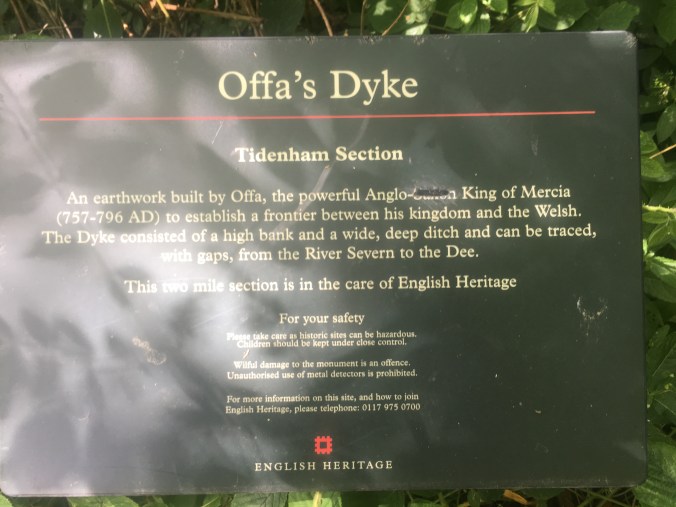 Offa's Dyke
Tidenham Section
An earthwork built by Offa, the powerful Anglo-Saxon King of Mercia
(757-796 AD) to establish a frontier between his kingdom and the Welsh.
The Dyke consisted of a high bank and a wide, deep ditch and can be traced,
with gaps, from the River Severn to the Dee.
This two mile section is in the care of English Heritage
For your safety
Please take care as historic sites can be hazardous.
Children should be kept under close control.
Wilful damage to the monument is an offence.
Unauthorised use of metal detectors is prohibited.
For more information on this site, and how to join
English Heritage, please telephone: 0117 975 0700
ENGLISH HERITAGE